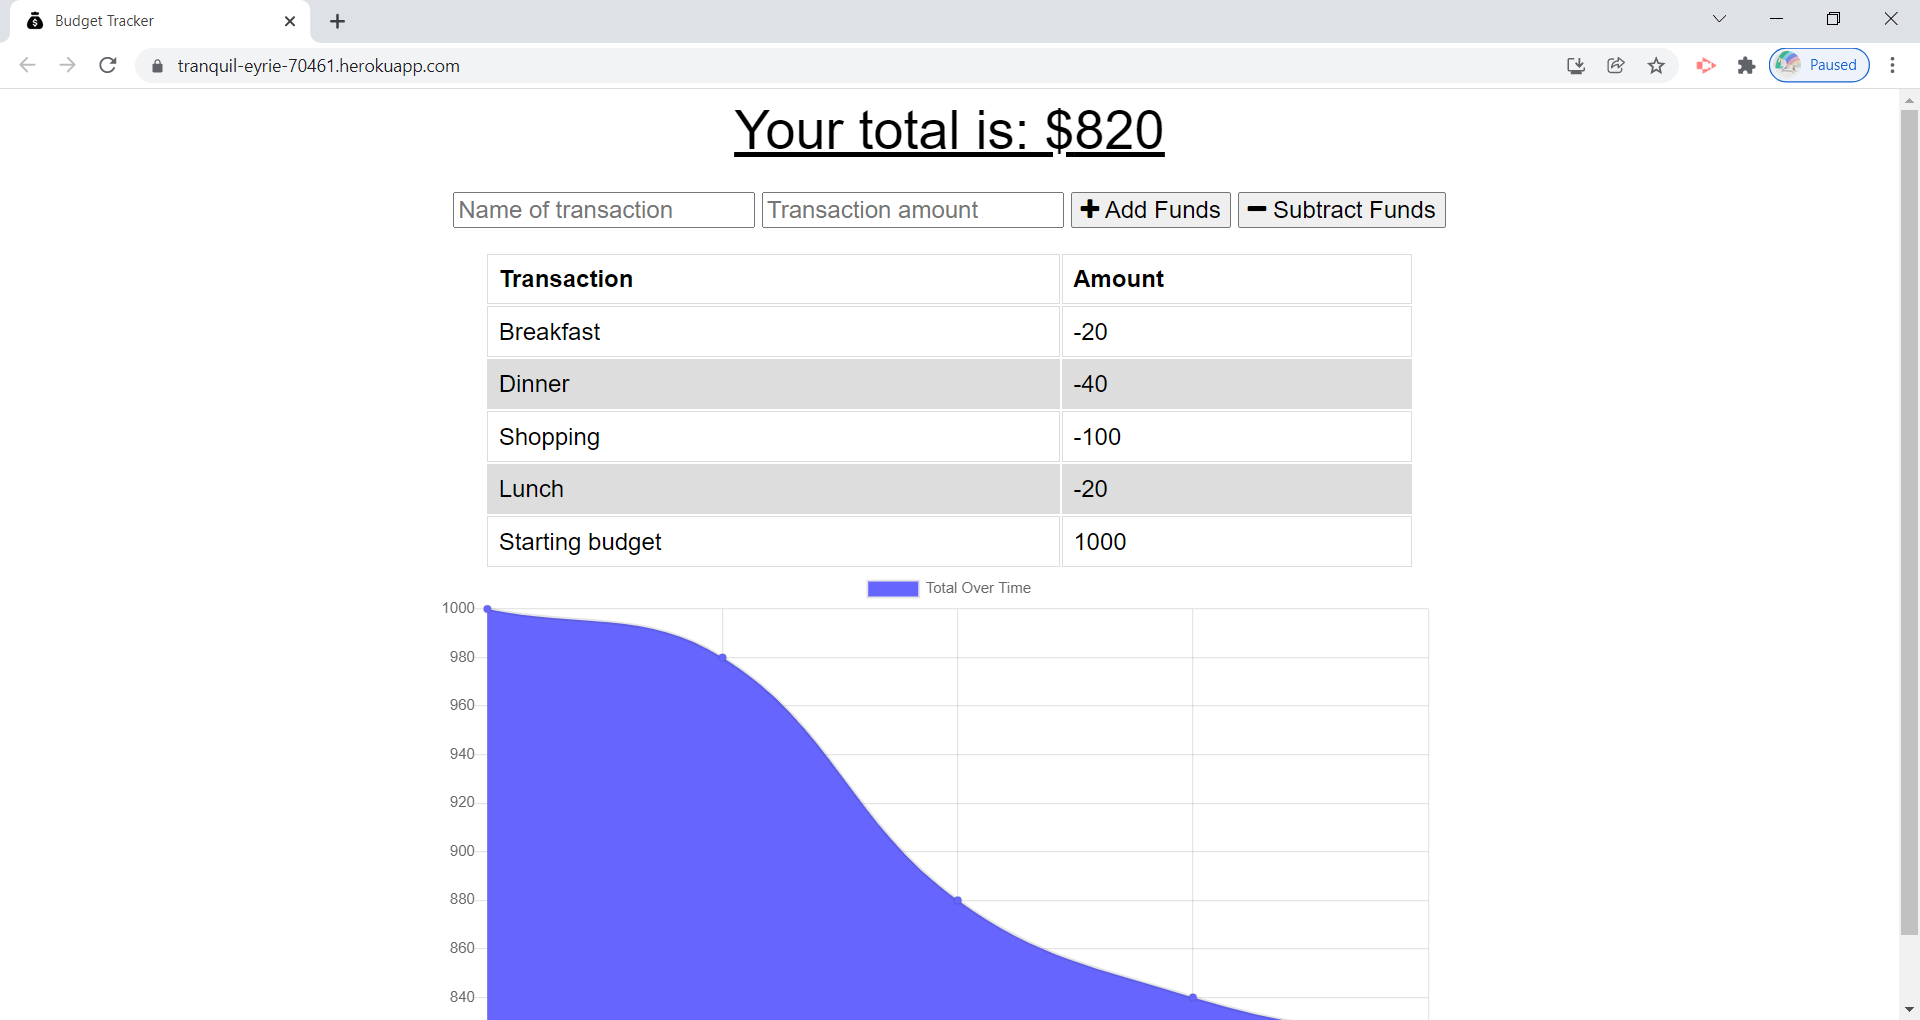 Budget Tracker
tranquil-eyrie-70461.herokuapp.com
Paused
Your total is: $820
Name of transaction Transaction amount Add Funds Subtract Funds
Transaction Amount
Breakfast -20
Dinner -40
Shopping -100
Lunch -20
Starting budget 1000
Total Over Time
1000
980
960
940
920
900
880
860
840